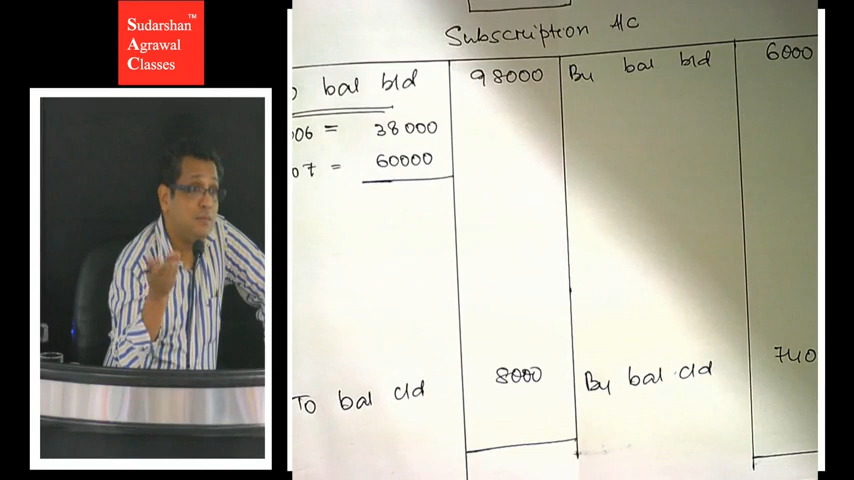 Sudarshan™
Agrawal
Classes
Subscription A/c
bal b/d 98000 By bal b/d 6000
06 = 38000
07 = 60000
To bal c/d 8000 By bal c/d 740